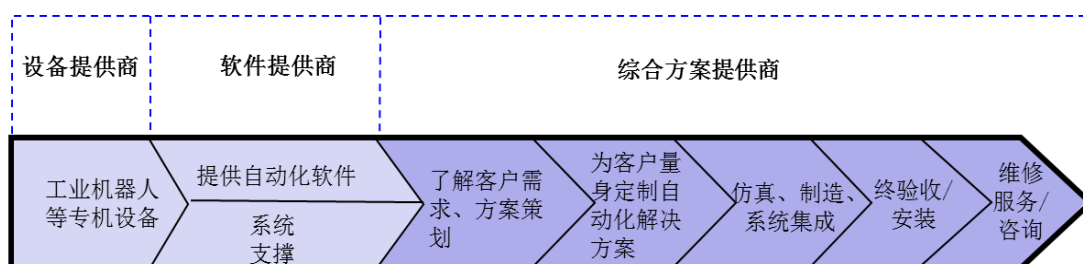 设备提供商
软件提供商
综合方案提供商
工业机器人
等专机设备
提供自动化软件
系统
支撑
了解客户需
求、方案策
划
为客户量
身定制自
动化解决
方案
仿真、制造、
系统集成
终验收/
安装
维修
服务/
咨询